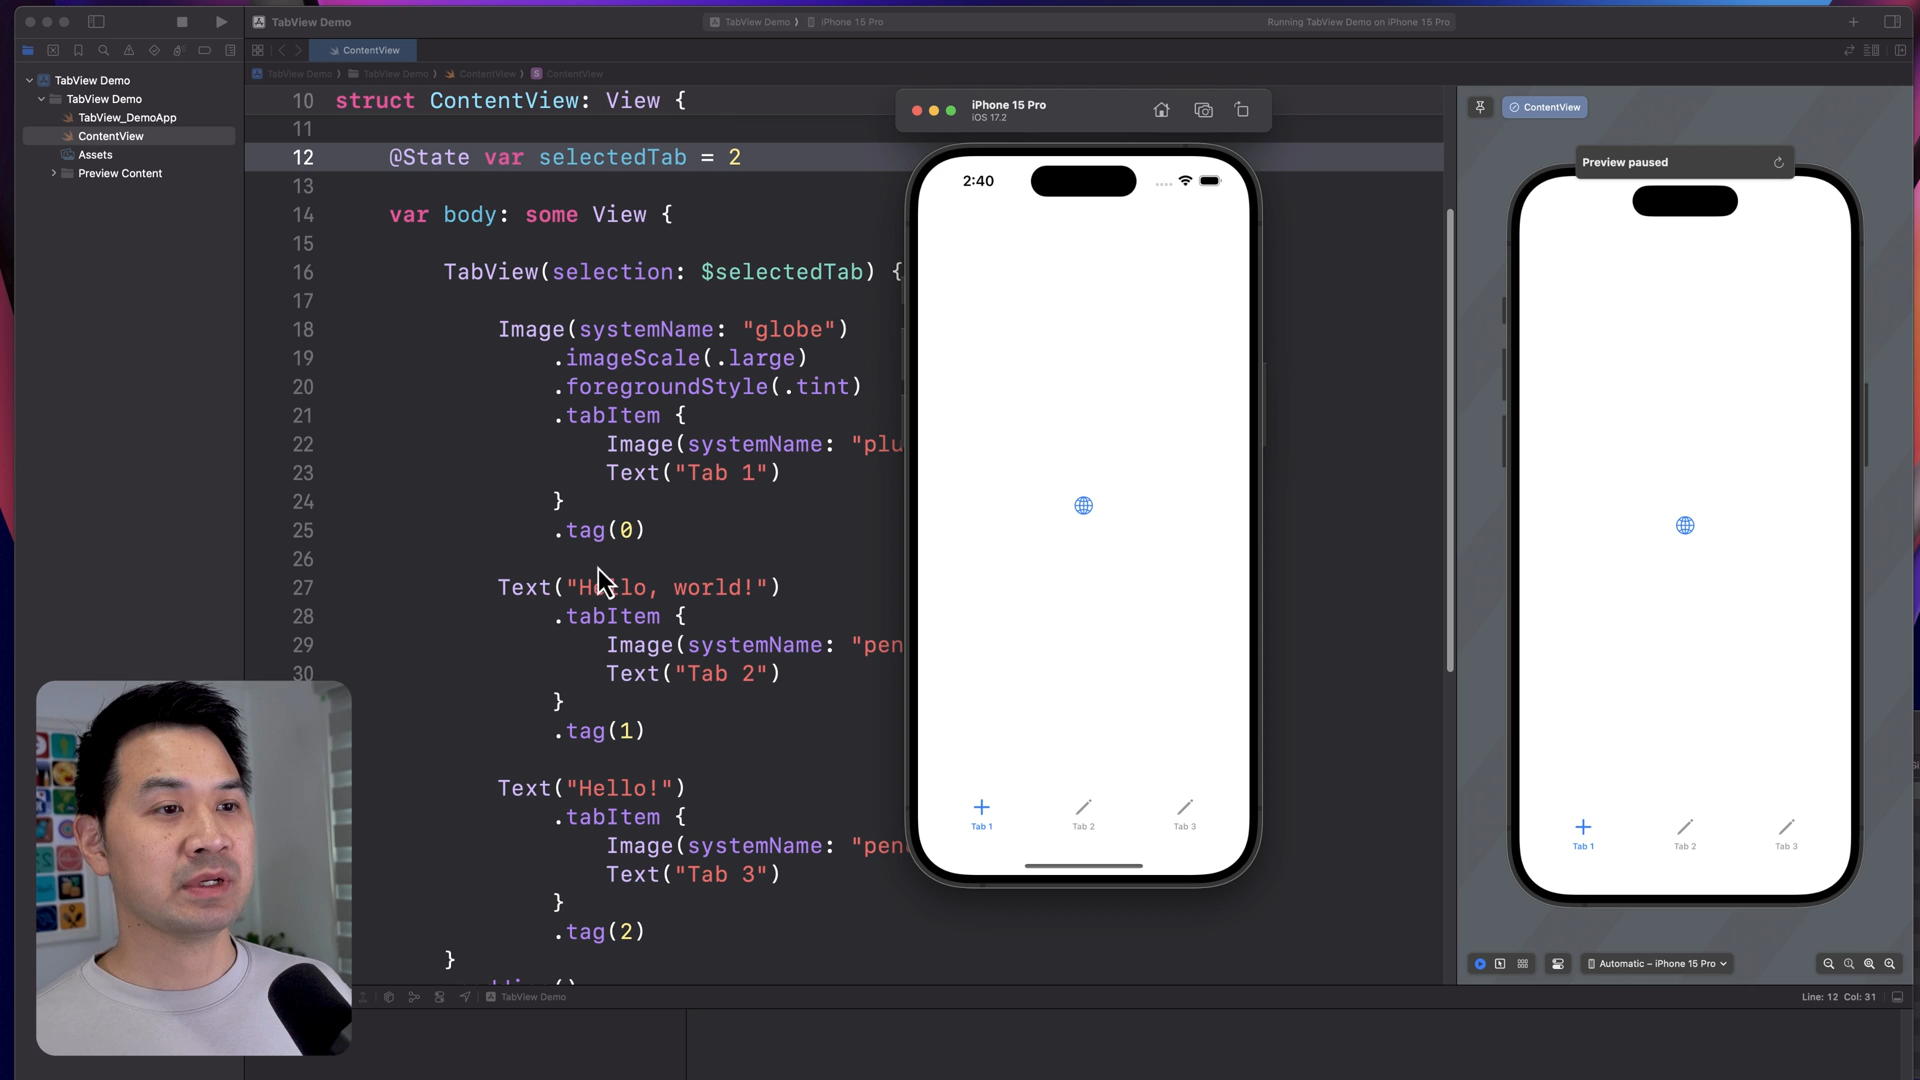 TabView Demo
TabView Demo
iPhone 15 Pro
Running TabView Demo on iPhone 15 Pro
ContentView
TabView Demo
TabView Demo
ContentView
ContentView
TabView Demo
TabView Demo
TabView_DemoApp
ContentView
Assets
Preview Content
10 struct ContentView: View {
11
12 @State var selectedTab = 2
13
14 var body: some View {
15
16 TabView(selection: $selectedTab) {
17
18 Image(systemName: "globe")
19 .imageScale(.large)
20 .foregroundStyle(.tint)
21 .tabItem {
22 Image(systemName: "plu
23 Text("Tab 1")
24 }
25 .tag(0)
26
27 Text("Hello, world!")
28 .tabItem {
29 Image(systemName: "pen
30 Text("Tab 2")
}
.tag(1)
Text("Hello!")
.tabItem {
Image(systemName: "pen
Text("Tab 3")
}
.tag(2)
}
TabView Demo
Line: 12 Col: 31
iPhone 15 Pro
iOS 17.2
2:40
Tab 1
Tab 2
Tab 3
ContentView
Preview paused
Tab 1
Tab 2
Tab 3
Automatic – iPhone 15 Pro